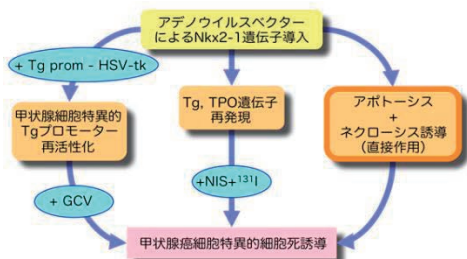 アデノウイルスベクター
によるNkx2-1遺伝子導入
+ Tg prom - HSV-tk
甲状腺細胞特異的
Tgプロモーター
再活性化
+ GCV
Tg, TPO遺伝子
再発現
+NIS+¹³¹I
アポトーシス
+
ネクローシス誘導
(直接作用)
甲状腺癌細胞特異的細胞死誘導